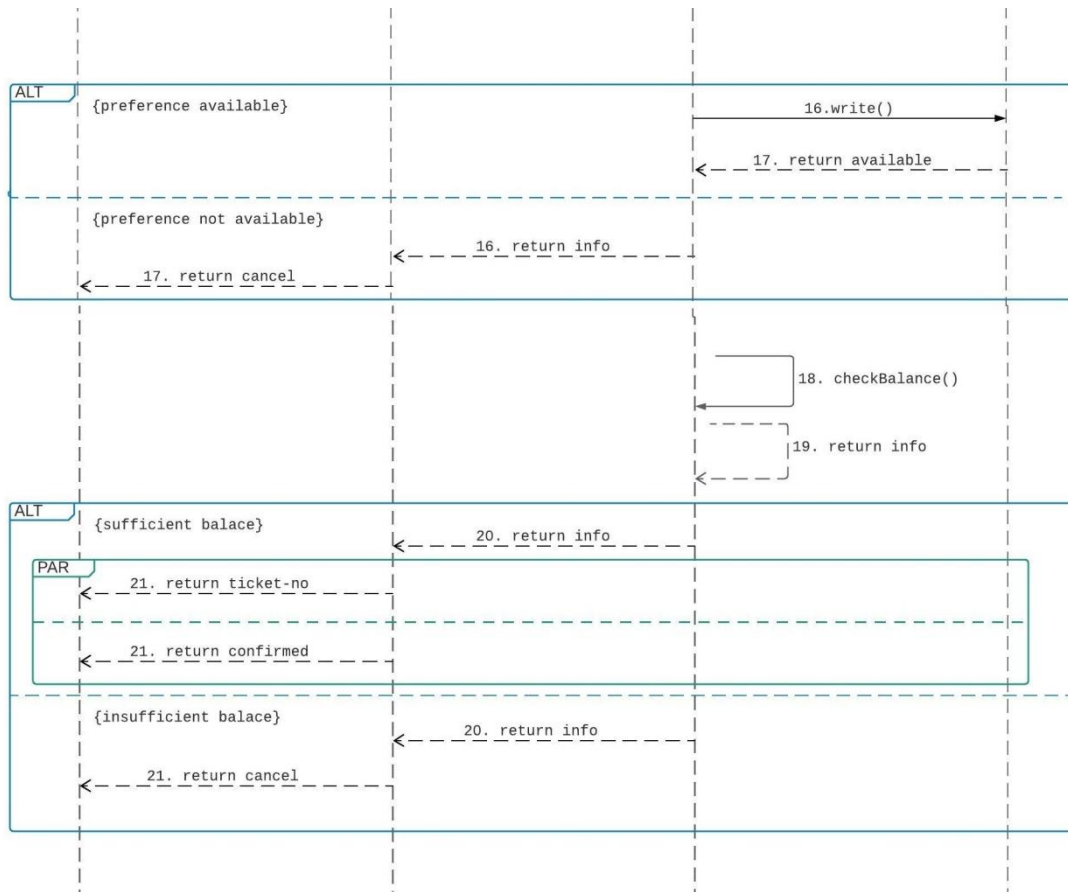 ALT
{preference available}
16.write()
17. return available
{preference not available}
16. return info
17. return cancel
18. checkBalance()
19. return info
ALT
{sufficient balace}
20. return info
PAR
21. return ticket-no
21. return confirmed
{insufficient balace}
20. return info
21. return cancel